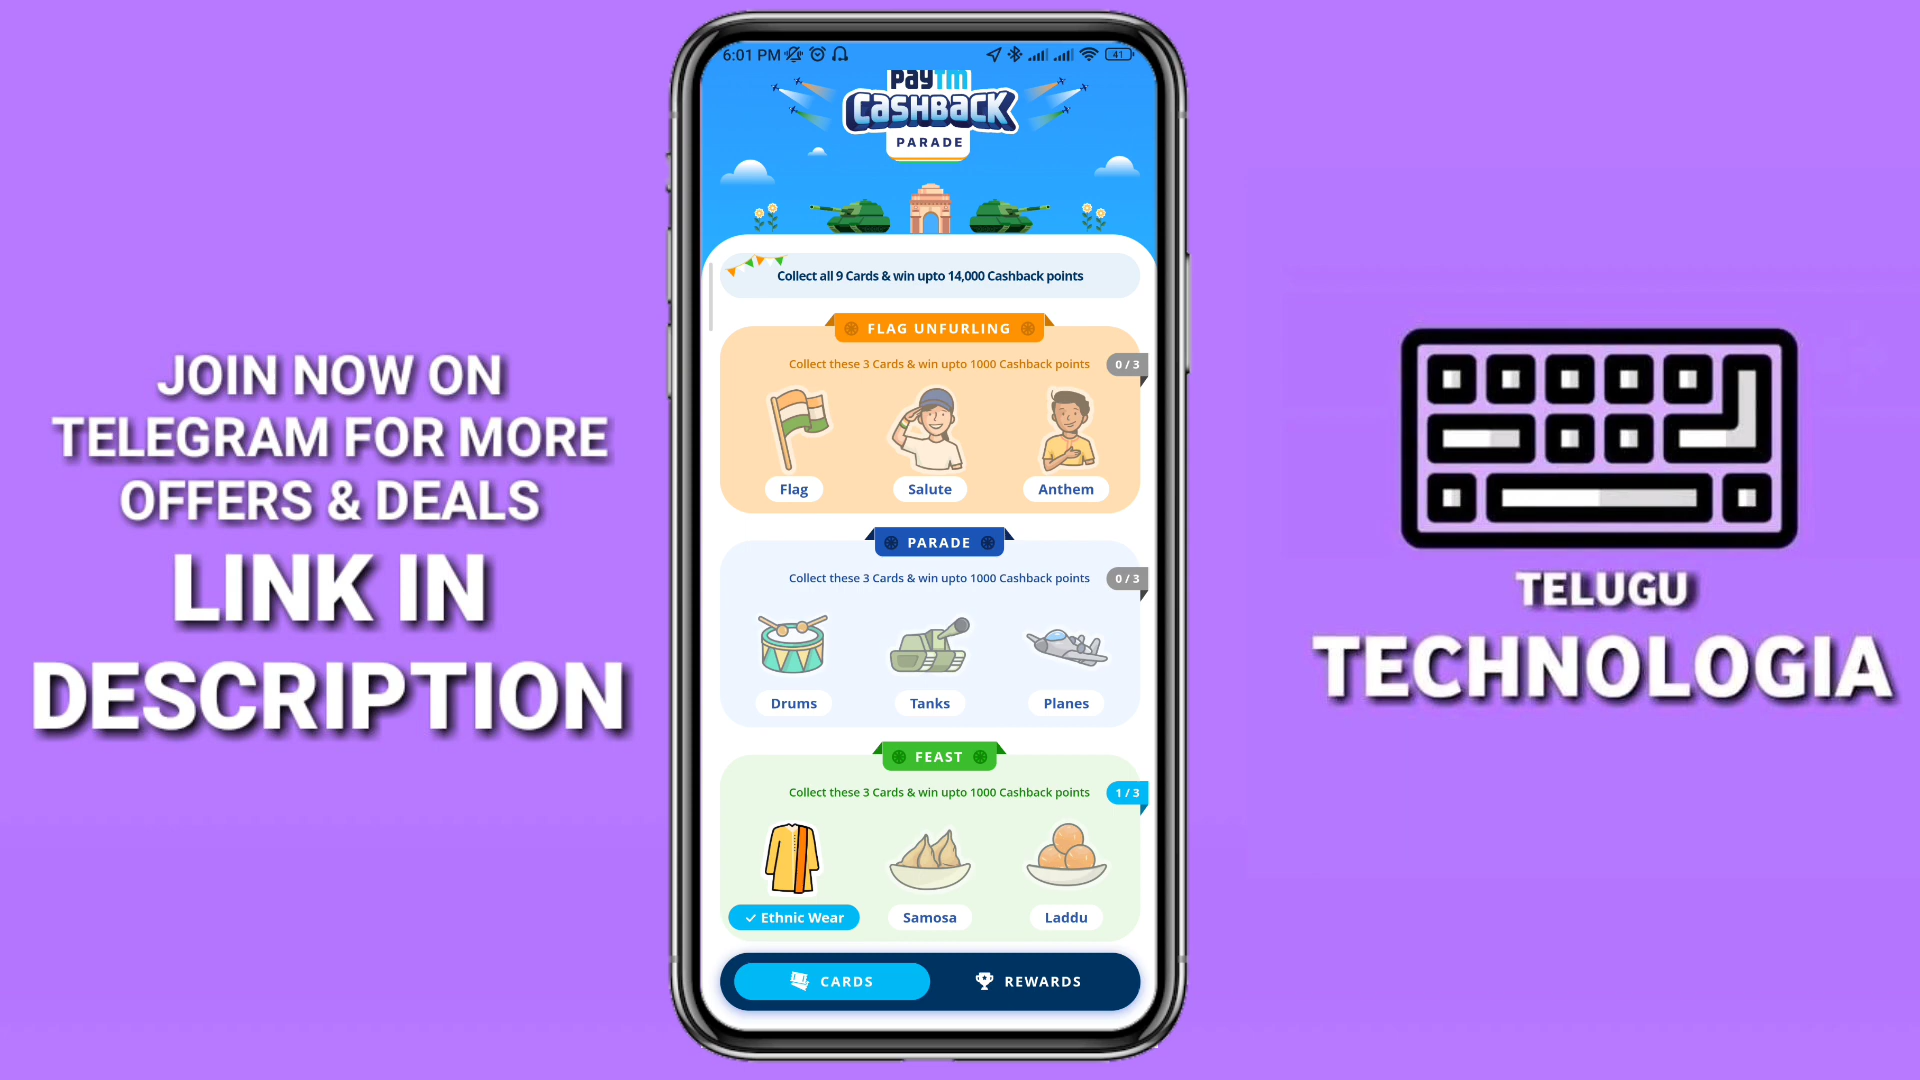 JOIN NOW ON
TELEGRAM FOR MORE
OFFERS & DEALS
LINK IN
DESCRIPTION
6:01 PM
41
paytm
CASHBACK
PARADE
Collect all 9 Cards & win upto 14,000 Cashback points
FLAG UNFURLING
Collect these 3 Cards & win upto 1000 Cashback points
0 / 3
Flag
Salute
Anthem
PARADE
Collect these 3 Cards & win upto 1000 Cashback points
0 / 3
Drums
Tanks
Planes
FEAST
Collect these 3 Cards & win upto 1000 Cashback points
1 / 3
Ethnic Wear
Samosa
Laddu
CARDS
REWARDS
TELUGU
TECHNOLOGIA